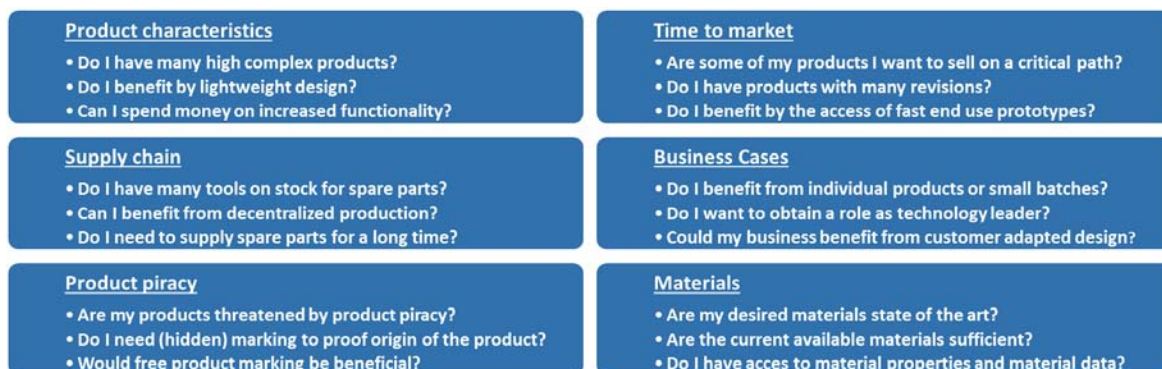 Product characteristics
• Do I have many high complex products?
• Do I benefit by lightweight design?
• Can I spend money on increased functionality?
Time to market
• Are some of my products I want to sell on a critical path?
• Do I have products with many revisions?
• Do I benefit by the access of fast end use prototypes?
Supply chain
• Do I have many tools on stock for spare parts?
• Can I benefit from decentralized production?
• Do I need to supply spare parts for a long time?
Business Cases
• Do I benefit from individual products or small batches?
• Do I want to obtain a role as technology leader?
• Could my business benefit from customer adapted design?
Product piracy
• Are my products threatened by product piracy?
• Do I need (hidden) marking to proof origin of the product?
• Would free product marking be beneficial?
Materials
• Are my desired materials state of the art?
• Are the current available materials sufficient?
• Do I have acces to material properties and material data?